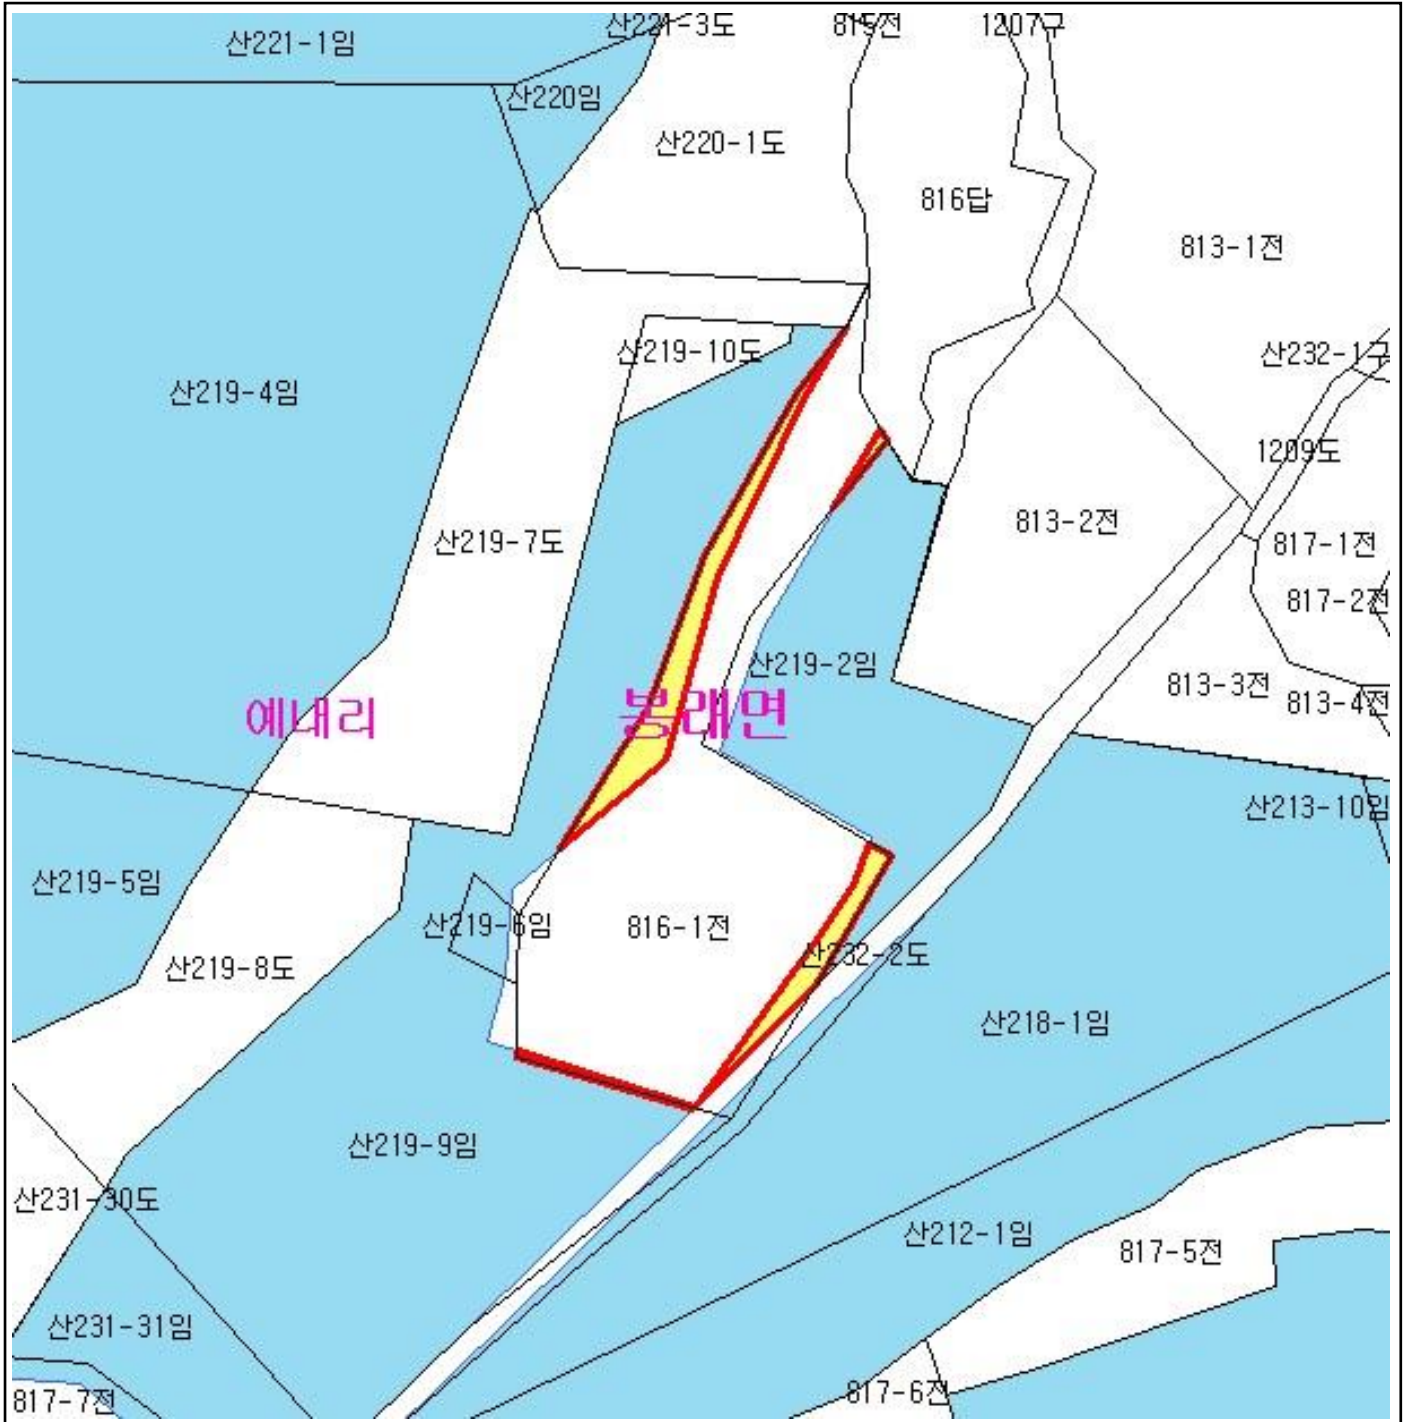 산221-3도
815전
1207구
산221-1임
산220임
산220-1도
816답
813-1전
산219-10도
산232-1구
산219-4임
1209도
813-2전
산219-7도
817-1전
817-2전
산219-2임
813-3전
813-4전
예내리
봉래면
산213-10임
산219-5임
산219-6임
816-1전
산232-2도
산219-8도
산218-1임
산219-9임
산231-30도
산212-1임
817-5전
산231-31임
817-7전
817-6전